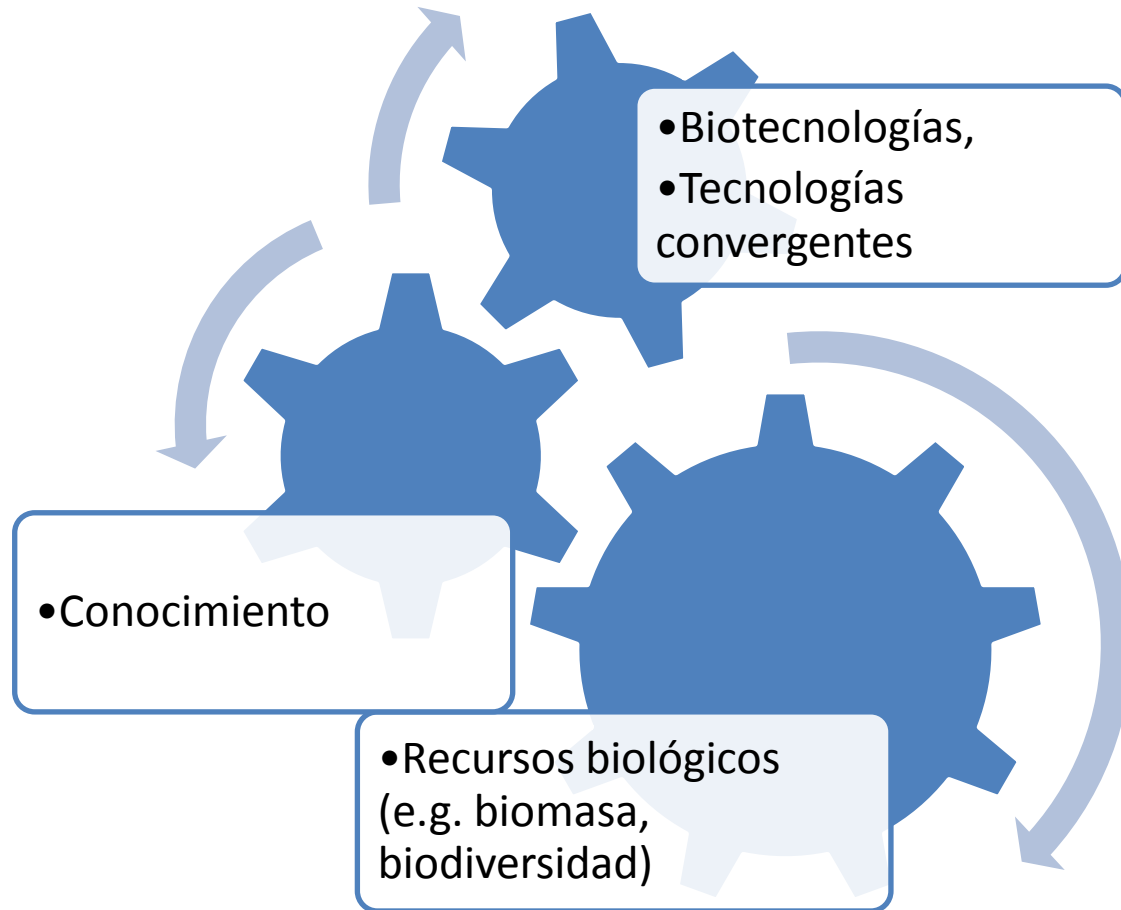 •Biotecnologías,
•Tecnologías
convergentes
•Conocimiento
•Recursos biológicos
(e.g. biomasa,
biodiversidad)